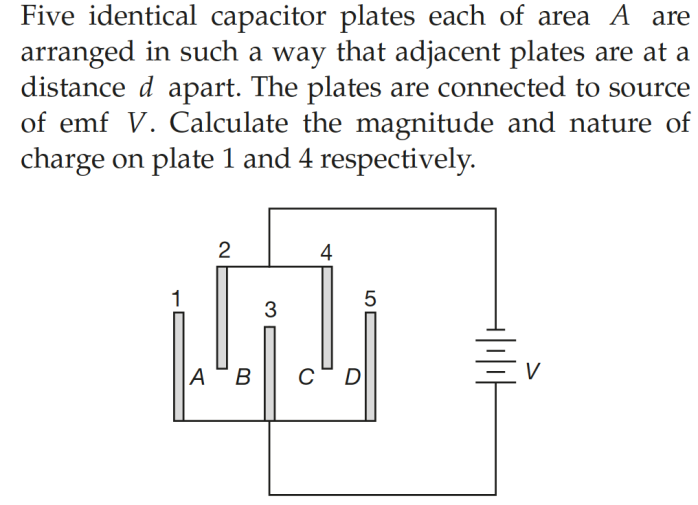 Five identical capacitor plates each of area A are
arranged in such a way that adjacent plates are at a
distance d apart. The plates are connected to source
of emf V. Calculate the magnitude and nature of
charge on plate 1 and 4 respectively.
2
4
1
3
5
A
B
C
D
V